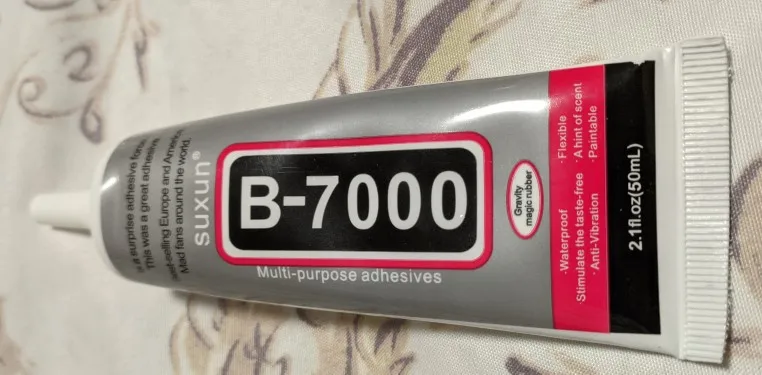 suxun®
B-7000
Multi-purpose adhesives
Gravity
magic rubber
a surprise adhesive force
This was a great adhesive
-selling Europe and America
Mad fans around the world.
·Waterproof
·Flexible
·Stimulate the taste-free
·A hint of scent
·Anti-Vibration
·Paintable
2.1fl.oz(50mL)